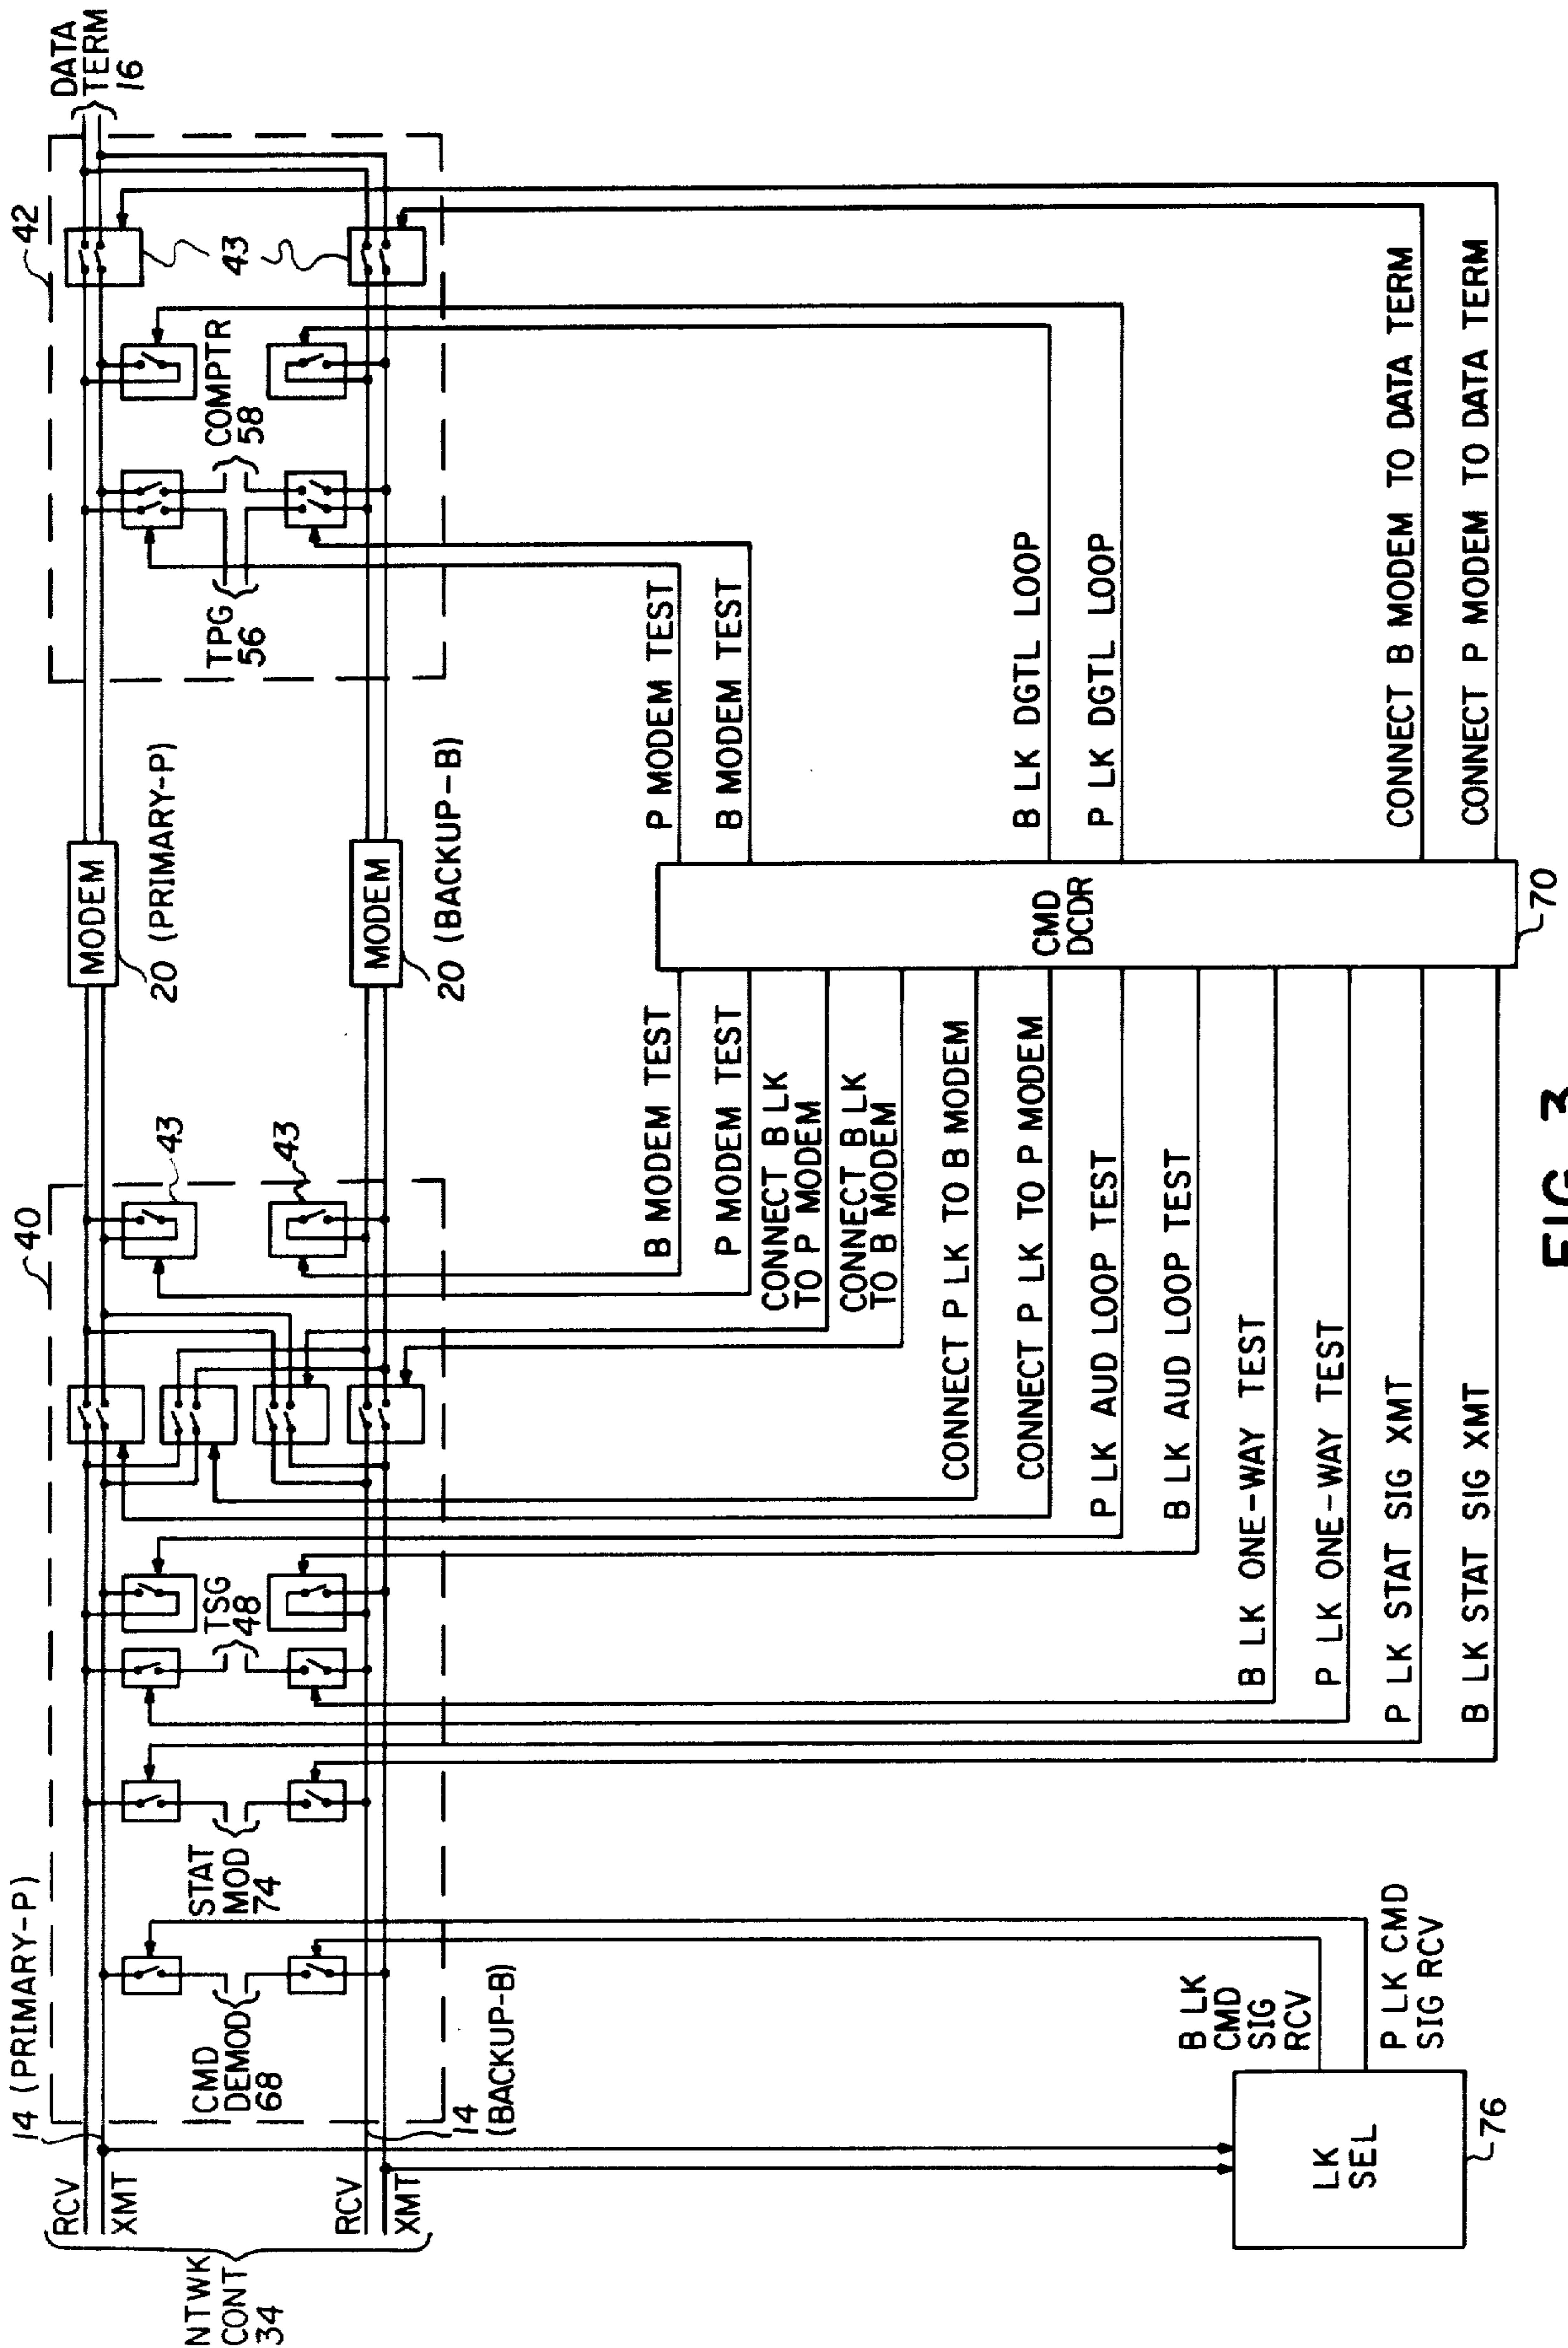 14 (PRIMARY-P)
40
42
DATA
TERM
16
RCV
XMT
MODEM
20 (PRIMARY-P)
43
43
43
NTWK
CONT
34
CMD
DEMOD
68
STAT
MOD
74
TSG
48
TPG
56
COMPTR
58
RCV
XMT
14
(BACKUP-B)
MODEM
20 (BACKUP-B)
B MODEM TEST
P MODEM TEST
CONNECT B LK
TO P MODEM
CONNECT B LK
TO B MODEM
CONNECT P LK TO B MODEM
CONNECT P LK TO P MODEM
P LK AUD LOOP TEST
B LK AUD LOOP TEST
B LK ONE-WAY TEST
P LK ONE-WAY TEST
P LK STAT SIG XMT
B LK STAT SIG XMT
CMD
DCDR
70
P MODEM TEST
B MODEM TEST
B LK DGTL LOOP
P LK DGTL LOOP
CONNECT B MODEM TO DATA TERM
CONNECT P MODEM TO DATA TERM
B LK
CMD
SIG
RCV
P LK CMD
SIG RCV
LK
SEL
76
FIG 3